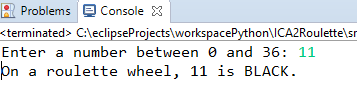 Problems Console
<terminated> C:\eclipseProjects\workspacePython\ICA2Roulette\sr
Enter a number between 0 and 36: 11
On a roulette wheel, 11 is BLACK.